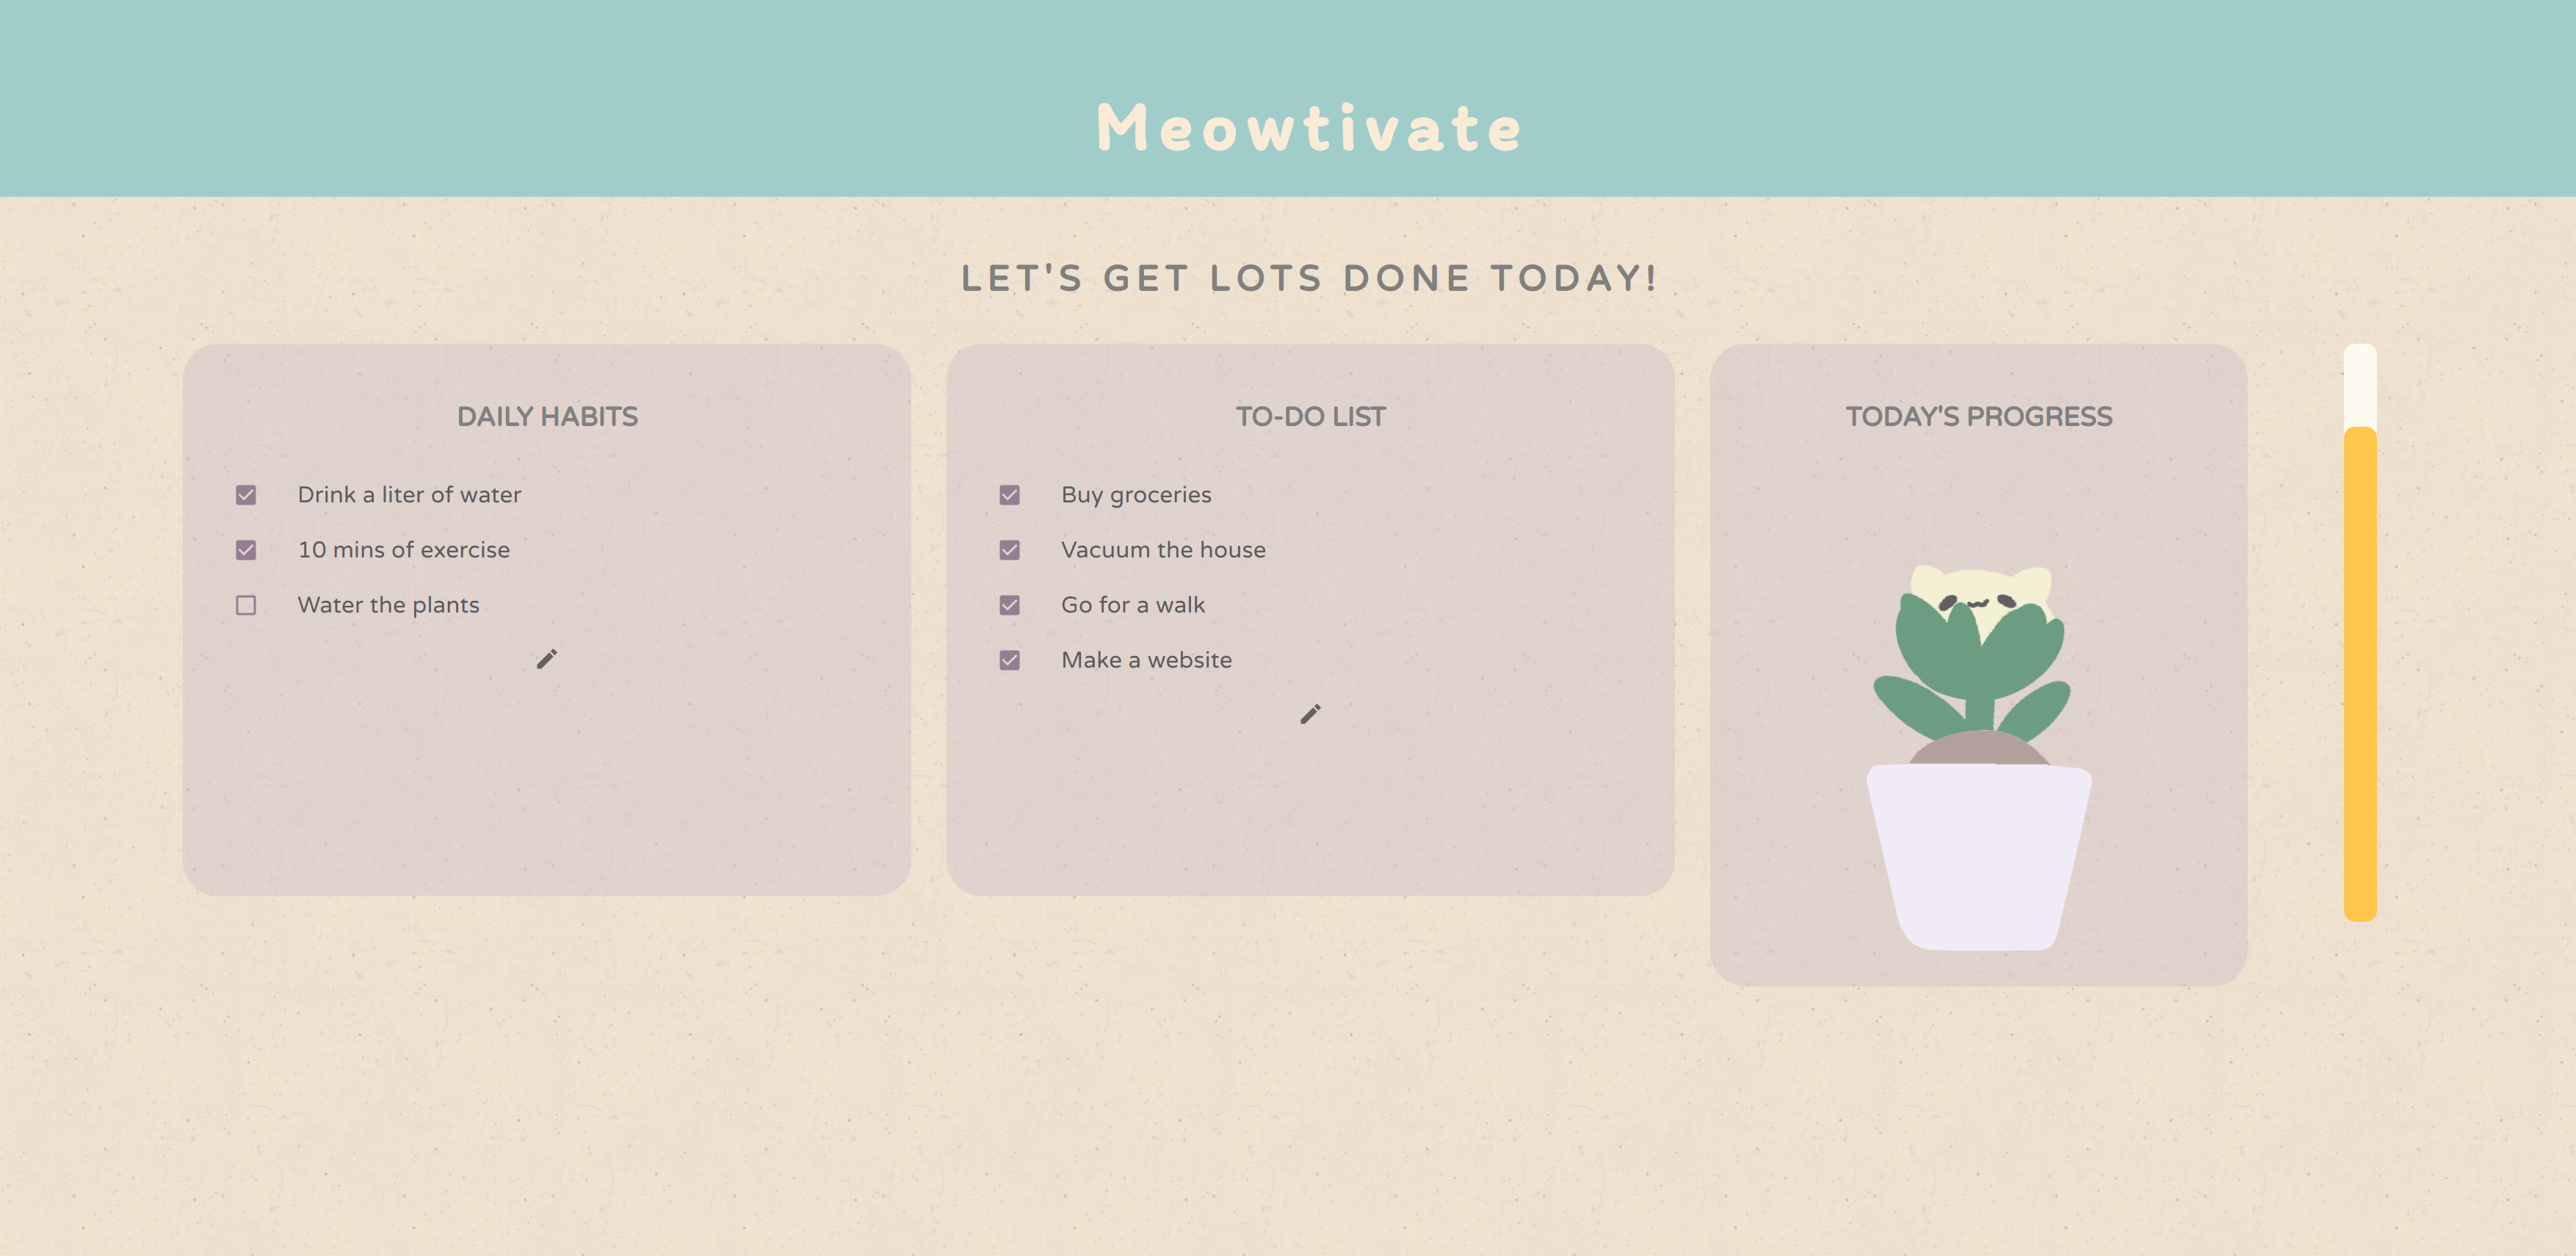 Meowtivate
LET'S GET LOTS DONE TODAY!
DAILY HABITS
Drink a liter of water
10 mins of exercise
Water the plants
TO-DO LIST
Buy groceries
Vacuum the house
Go for a walk
Make a website
TODAY'S PROGRESS